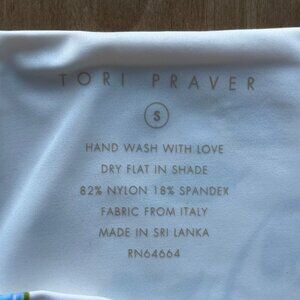 TORI PRAVER
S
HAND WASH WITH LOVE
DRY FLAT IN SHADE
82% NYLON 18% SPANDEX
FABRIC FROM ITALY
MADE IN SRI LANKA
RN64664